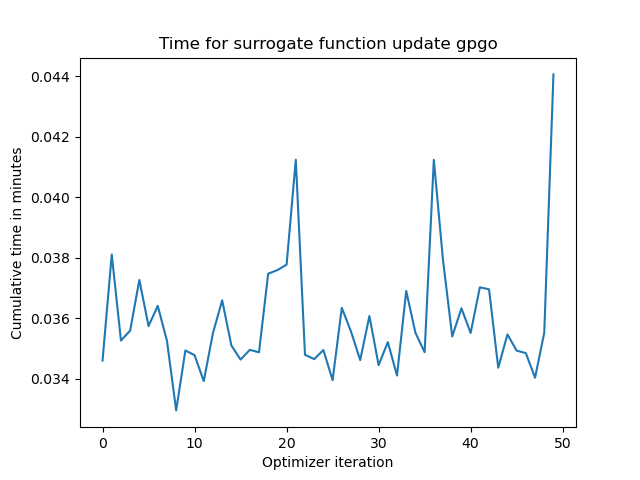 Time for surrogate function update gpgo
Cumulative time in minutes
0.044
0.042
0.040
0.038
0.036
0.034
0 10 20 30 40 50
Optimizer iteration